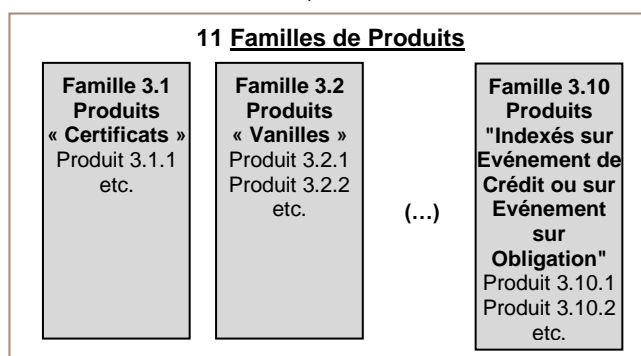 11 Familles de Produits
Famille 3.1
Produits
« Certificats »
Produit 3.1.1
etc.
Famille 3.2
Produits
« Vanilles »
Produit 3.2.1
Produit 3.2.2
etc.
(…)
Famille 3.10
Produits
"Indexés sur
Evénement de
Crédit ou sur
Evénement
sur
Obligation"
Produit 3.10.1
Produit 3.10.2
etc.